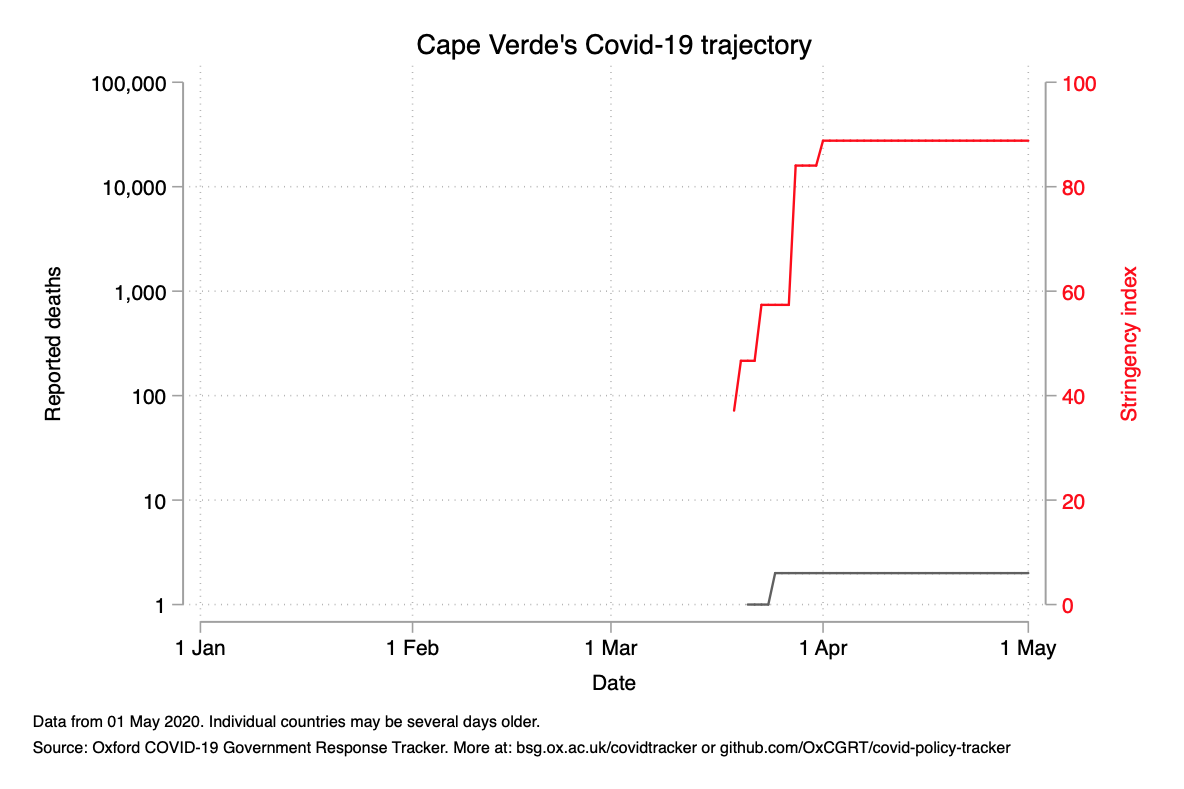 Cape Verde's Covid-19 trajectory
100,000
10,000
1,000
100
10
1
Reported deaths
100
80
60
40
20
0
Stringency index
1 Jan
1 Feb
1 Mar
1 Apr
1 May
Date
Data from 01 May 2020. Individual countries may be several days older.
Source: Oxford COVID-19 Government Response Tracker. More at: bsg.ox.ac.uk/covidtracker or github.com/OxCGRT/covid-policy-tracker